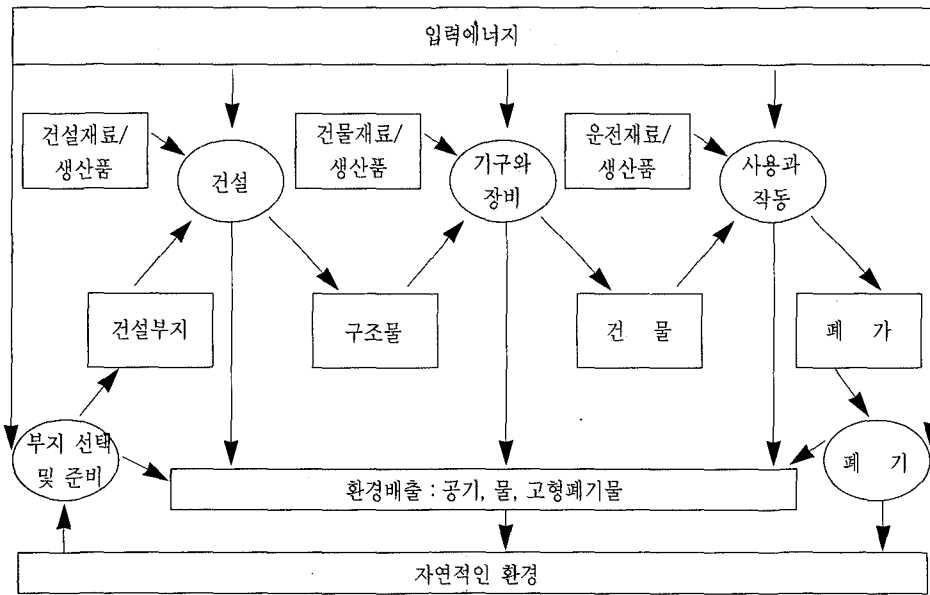 입력에너지
건설재료/
생산품
건설
건물재료/
생산품
기구와
장비
운전재료/
생산품
사용과
작동
건설부지
구조물
건 물
폐 가
부지 선택
및 준비
환경배출 : 공기, 물, 고형폐기물
폐 기
자연적인 환경